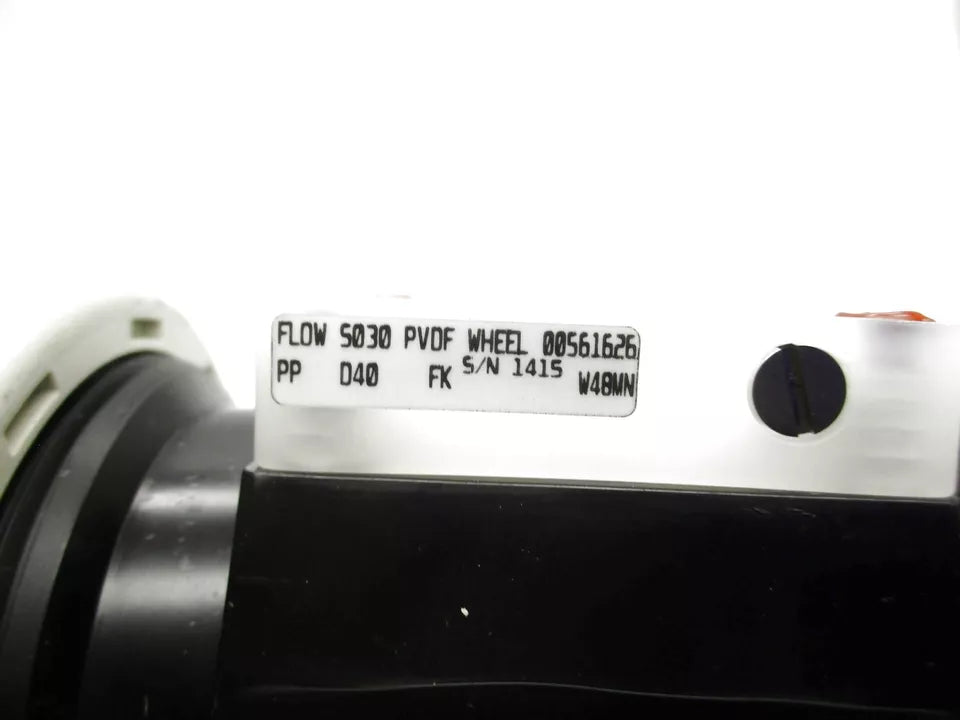 FLOW S030 PVDF WHEEL 00561626
PP D40 FK S/N 1415 W48MN